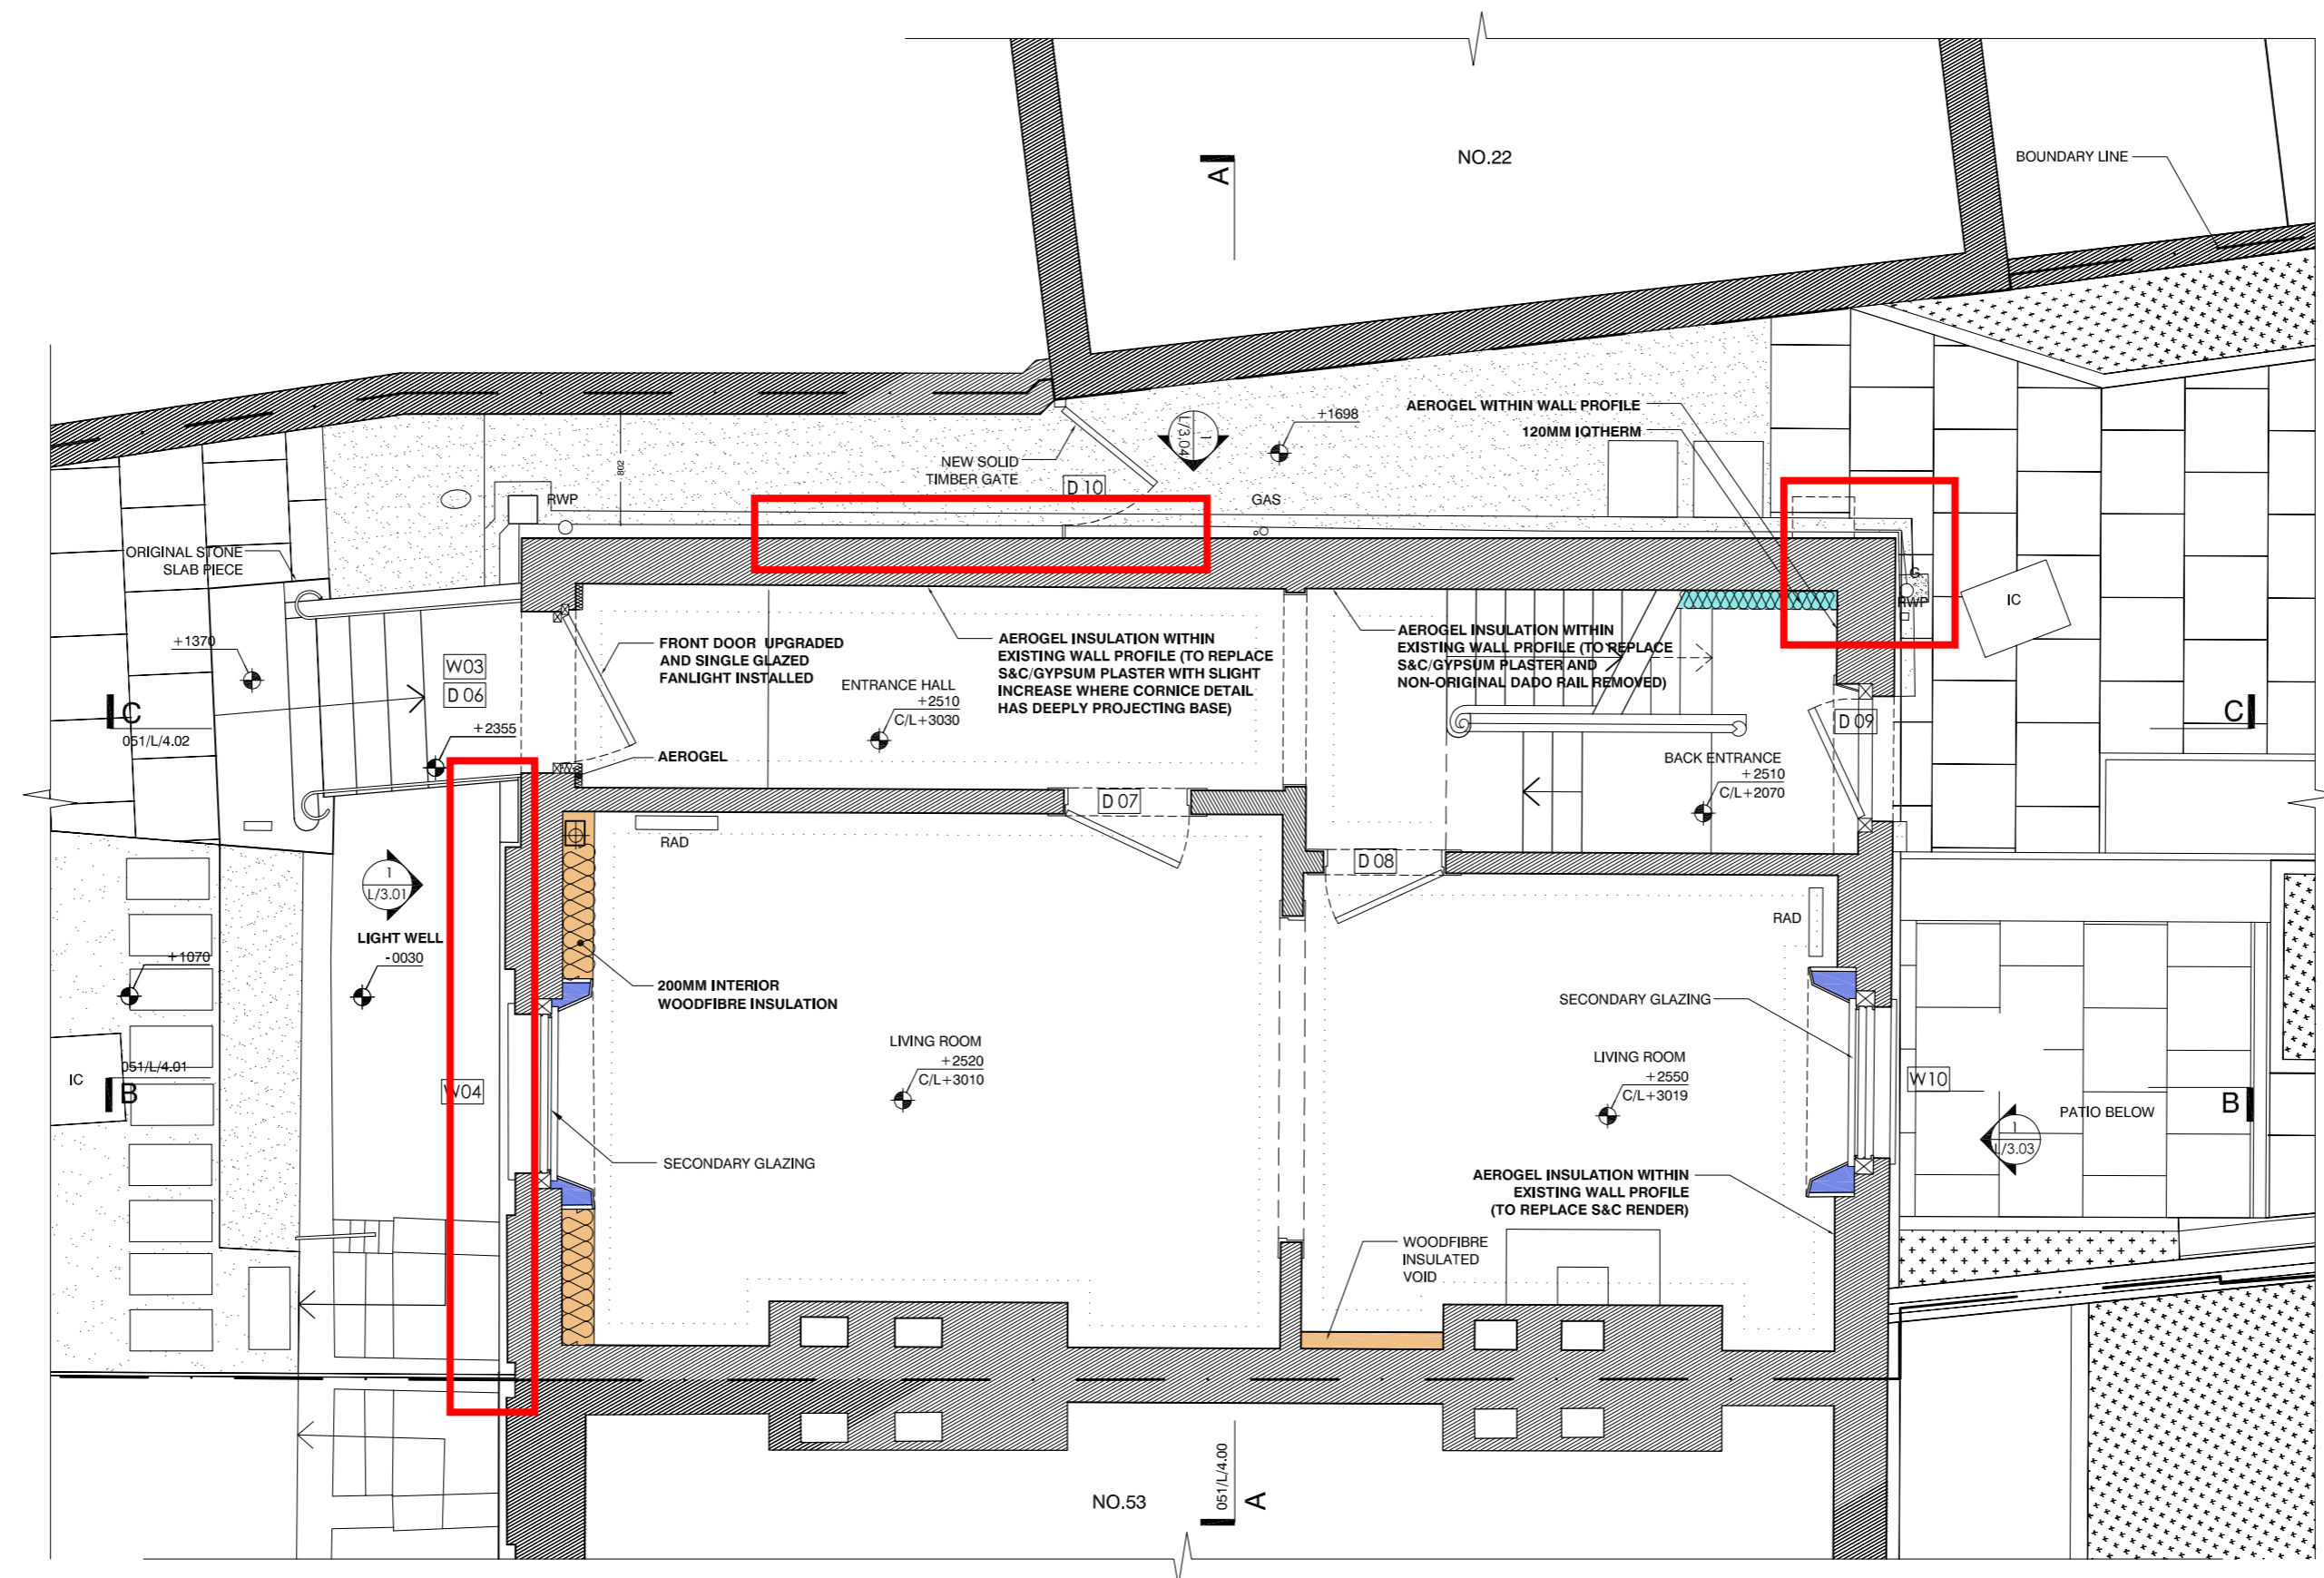 NO.22
BOUNDARY LINE
A
AEROGEL WITHIN WALL PROFILE
120MM IQTHERM
+1698
1
L/3.04
NEW SOLID
TIMBER GATE
D 10
802
RWP
GAS
ORIGINAL STONE
SLAB PIECE
G
RWP
IC
+1370
W03
D 06
C
051/L/4.02
+2355
FRONT DOOR UPGRADED
AND SINGLE GLAZED
FANLIGHT INSTALLED
AEROGEL
ENTRANCE HALL
+2510
C/L+3030
AEROGEL INSULATION WITHIN
EXISTING WALL PROFILE (TO REPLACE
S&C/GYPSUM PLASTER WITH SLIGHT
INCREASE WHERE CORNICE DETAIL
HAS DEEPLY PROJECTING BASE)
AEROGEL INSULATION WITHIN
EXISTING WALL PROFILE (TO REPLACE
S&C/GYPSUM PLASTER AND
NON-ORIGINAL DADO RAIL REMOVED)
D 09
C
BACK ENTRANCE
+2510
C/L+2070
D 07
RAD
D 08
RAD
1
L/3.01
LIGHT WELL
-0030
+1070
200MM INTERIOR
WOODFIBRE INSULATION
SECONDARY GLAZING
LIVING ROOM
+2520
C/L+3010
LIVING ROOM
+2550
C/L+3019
IC
051/L/4.01
B
W04
W10
PATIO BELOW
B
1
L/3.03
SECONDARY GLAZING
AEROGEL INSULATION WITHIN
EXISTING WALL PROFILE
(TO REPLACE S&C RENDER)
WOODFIBRE
INSULATED
VOID
NO.53
051/L/4.00
A